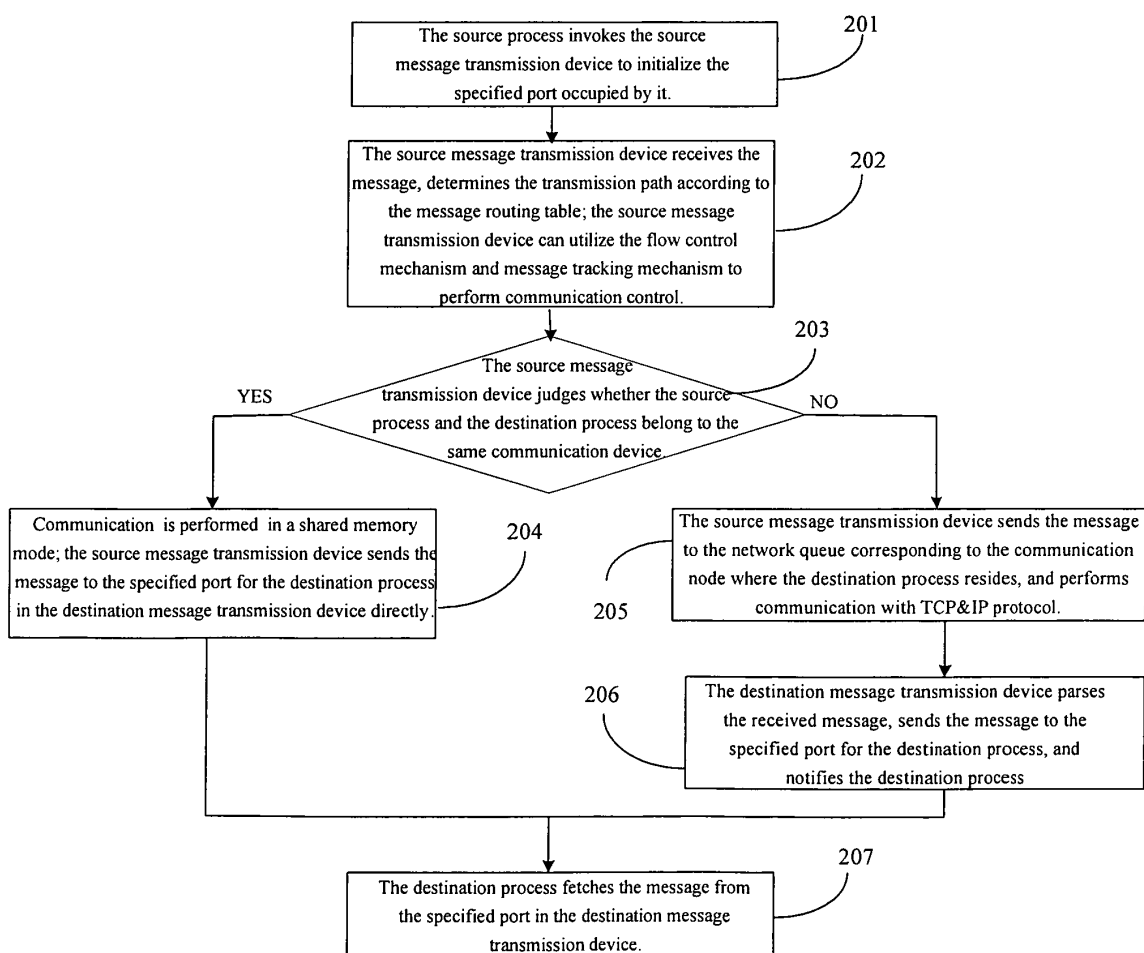 201
The source process invokes the source
message transmission device to initialize the
specified port occupied by it.
The source message transmission device receives the
message, determines the transmission path according to
the message routing table; the source message
transmission device can utilize the flow control
mechanism and message tracking mechanism to
perform communication control.
202
203
The source message
transmission device judges whether the source
process and the destination process belong to the
same communication device.
YES
NO
Communication is performed in a shared memory
mode; the source message transmission device sends the
message to the specified port for the destination process
in the destination message transmission device directly.
204
The source message transmission device sends the message
to the network queue corresponding to the communication
node where the destination process resides, and performs
communication with TCP&IP protocol.
205
The destination message transmission device parses
the received message, sends the message to the
specified port for the destination process, and
notifies the destination process
206
207
The destination process fetches the message from
the specified port in the destination message
transmission device.